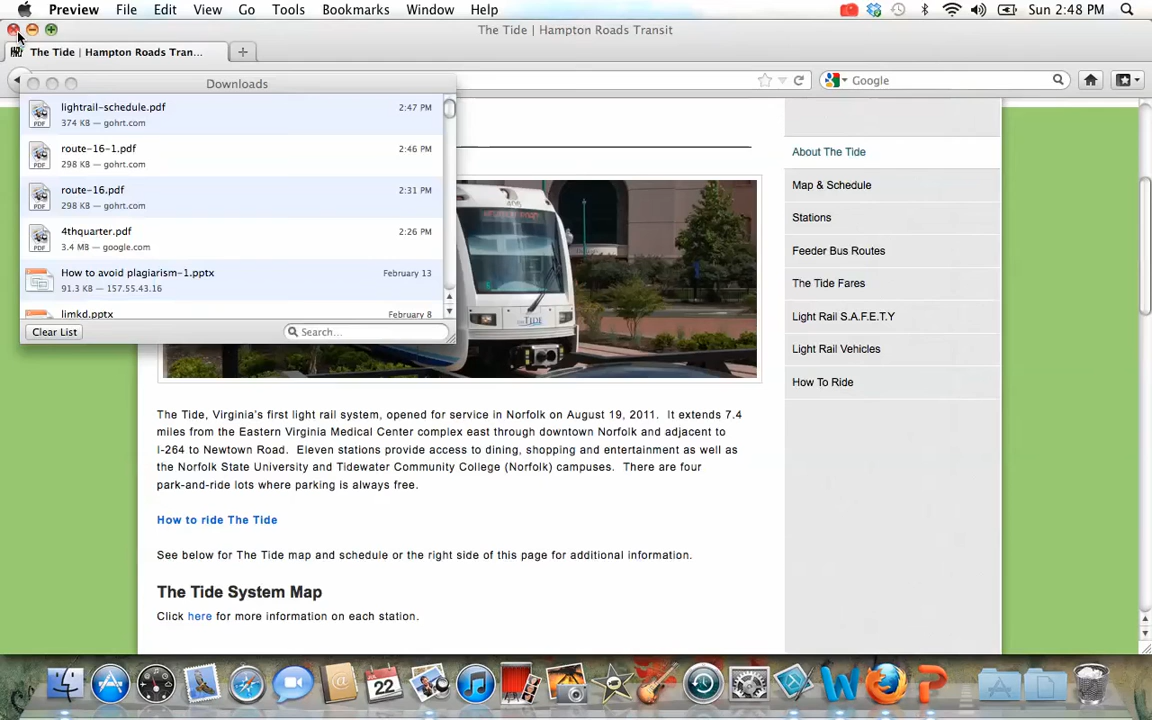 Preview File Edit View Go Tools Bookmarks Window Help Sun 2:48 PM
The Tide | Hampton Roads Transit
The Tide | Hampton Roads Tran...
Google
Downloads
lightrail-schedule.pdf 2:47 PM
374 KB — gohrt.com
route-16-1.pdf 2:46 PM
298 KB — gohrt.com
route-16.pdf 2:31 PM
298 KB — gohrt.com
4thquarter.pdf 2:26 PM
3.4 MB — google.com
How to avoid plagiarism-1.pptx February 13
91.3 KB — 157.55.43.16
limkd.pptx February 8
Clear List Search...
About The Tide
Map & Schedule
Stations
Feeder Bus Routes
The Tide Fares
Light Rail S.A.F.E.T.Y
Light Rail Vehicles
How To Ride
The Tide, Virginia's first light rail system, opened for service in Norfolk on August 19, 2011. It extends 7.4
miles from the Eastern Virginia Medical Center complex east through downtown Norfolk and adjacent to
I-264 to Newtown Road. Eleven stations provide access to dining, shopping and entertainment as well as
the Norfolk State University and Tidewater Community College (Norfolk) campuses. There are four
park-and-ride lots where parking is always free.
How to ride The Tide
See below for The Tide map and schedule or the right side of this page for additional information.
The Tide System Map
Click here for more information on each station.